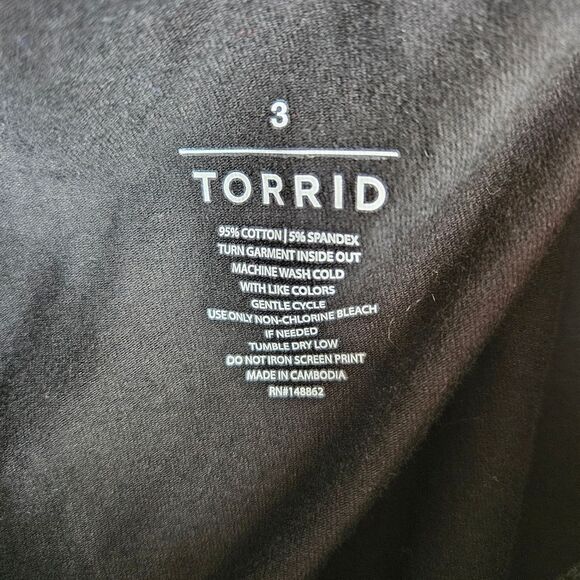 3
TORRID
95% COTTON | 5% SPANDEX
TURN GARMENT INSIDE OUT
MACHINE WASH COLD
WITH LIKE COLORS
GENTLE CYCLE
USE ONLY NON-CHLORINE BLEACH
IF NEEDED
TUMBLE DRY LOW
DO NOT IRON SCREEN PRINT
MADE IN CAMBODIA
RN#148862